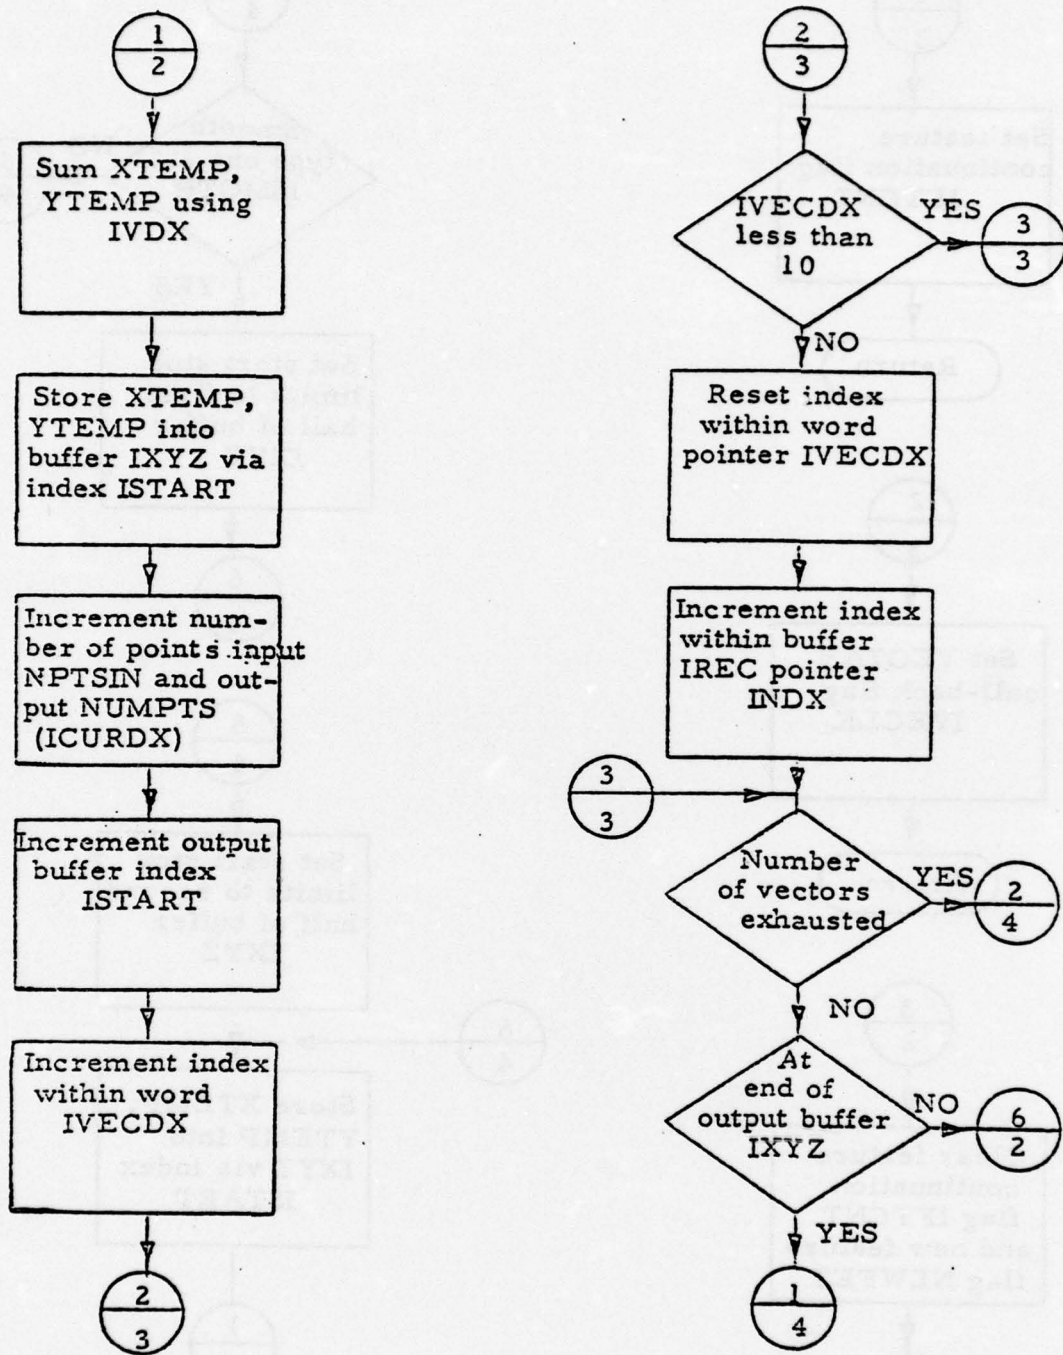 1
2
Sum XTEMP,
YTEMP using
IVDX
Store XTEMP,
YTEMP into
buffer IXYZ via
index ISTART
Increment num-
ber of points input
NPTSIN and out-
put NUMPTS
(ICURDX)
Increment output
buffer index
ISTART
Increment index
within word
IVECDX
2
3
2
3
IVECDX
less than
10
YES
3
3
NO
Reset index
within word
pointer IVECDX
Increment index
within buffer
IREC pointer
INDX
3
3
Number
of vectors
exhausted
YES
2
4
NO
At
end of
output buffer
IXYZ
NO
6
2
YES
1
4